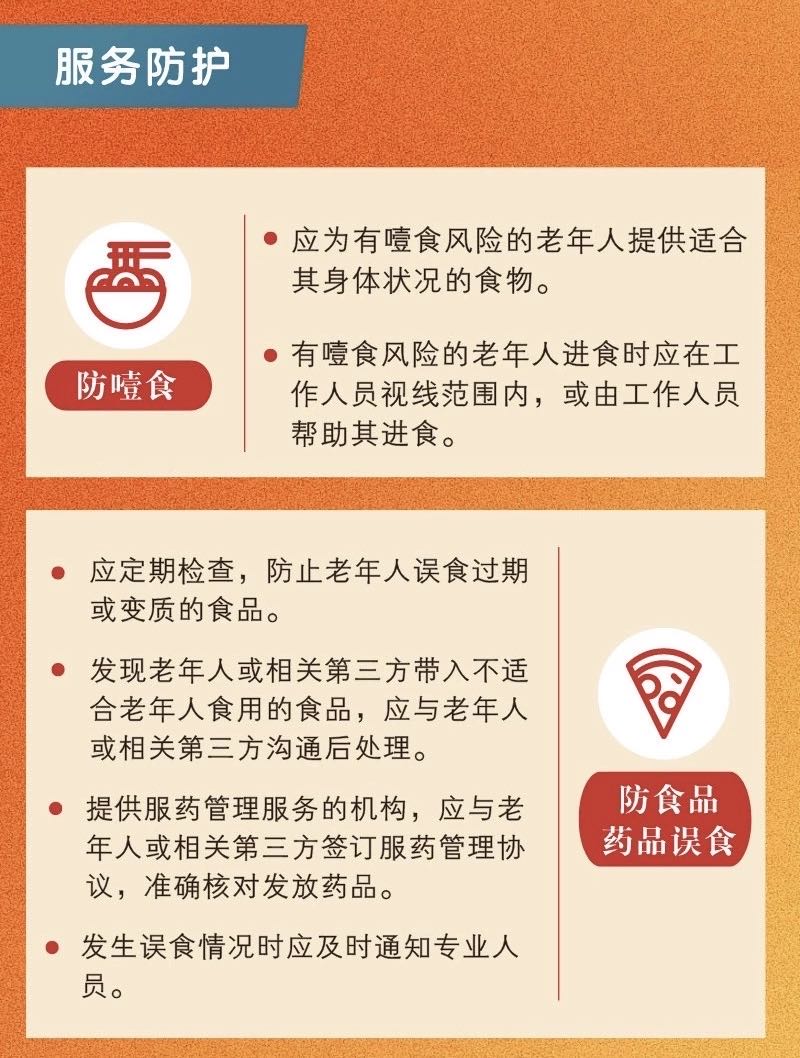 服务防护
防噎食
应为有噎食风险的老年人提供适合
其身体状况的食物。
有噎食风险的老年人进食时应在工
作人员视线范围内，或由工作人员
帮助其进食。
应定期检查，防止老年人误食过期
或变质的食品。
发现老年人或相关第三方带入不适
合老年人食用的食品，应与老年人
或相关第三方沟通后处理。
提供服药管理服务的机构，应与老
年人或相关第三方签订服药管理协
议，准确核对发放药品。
发生误食情况时应及时通知专业人
员。
防食品
药品误食